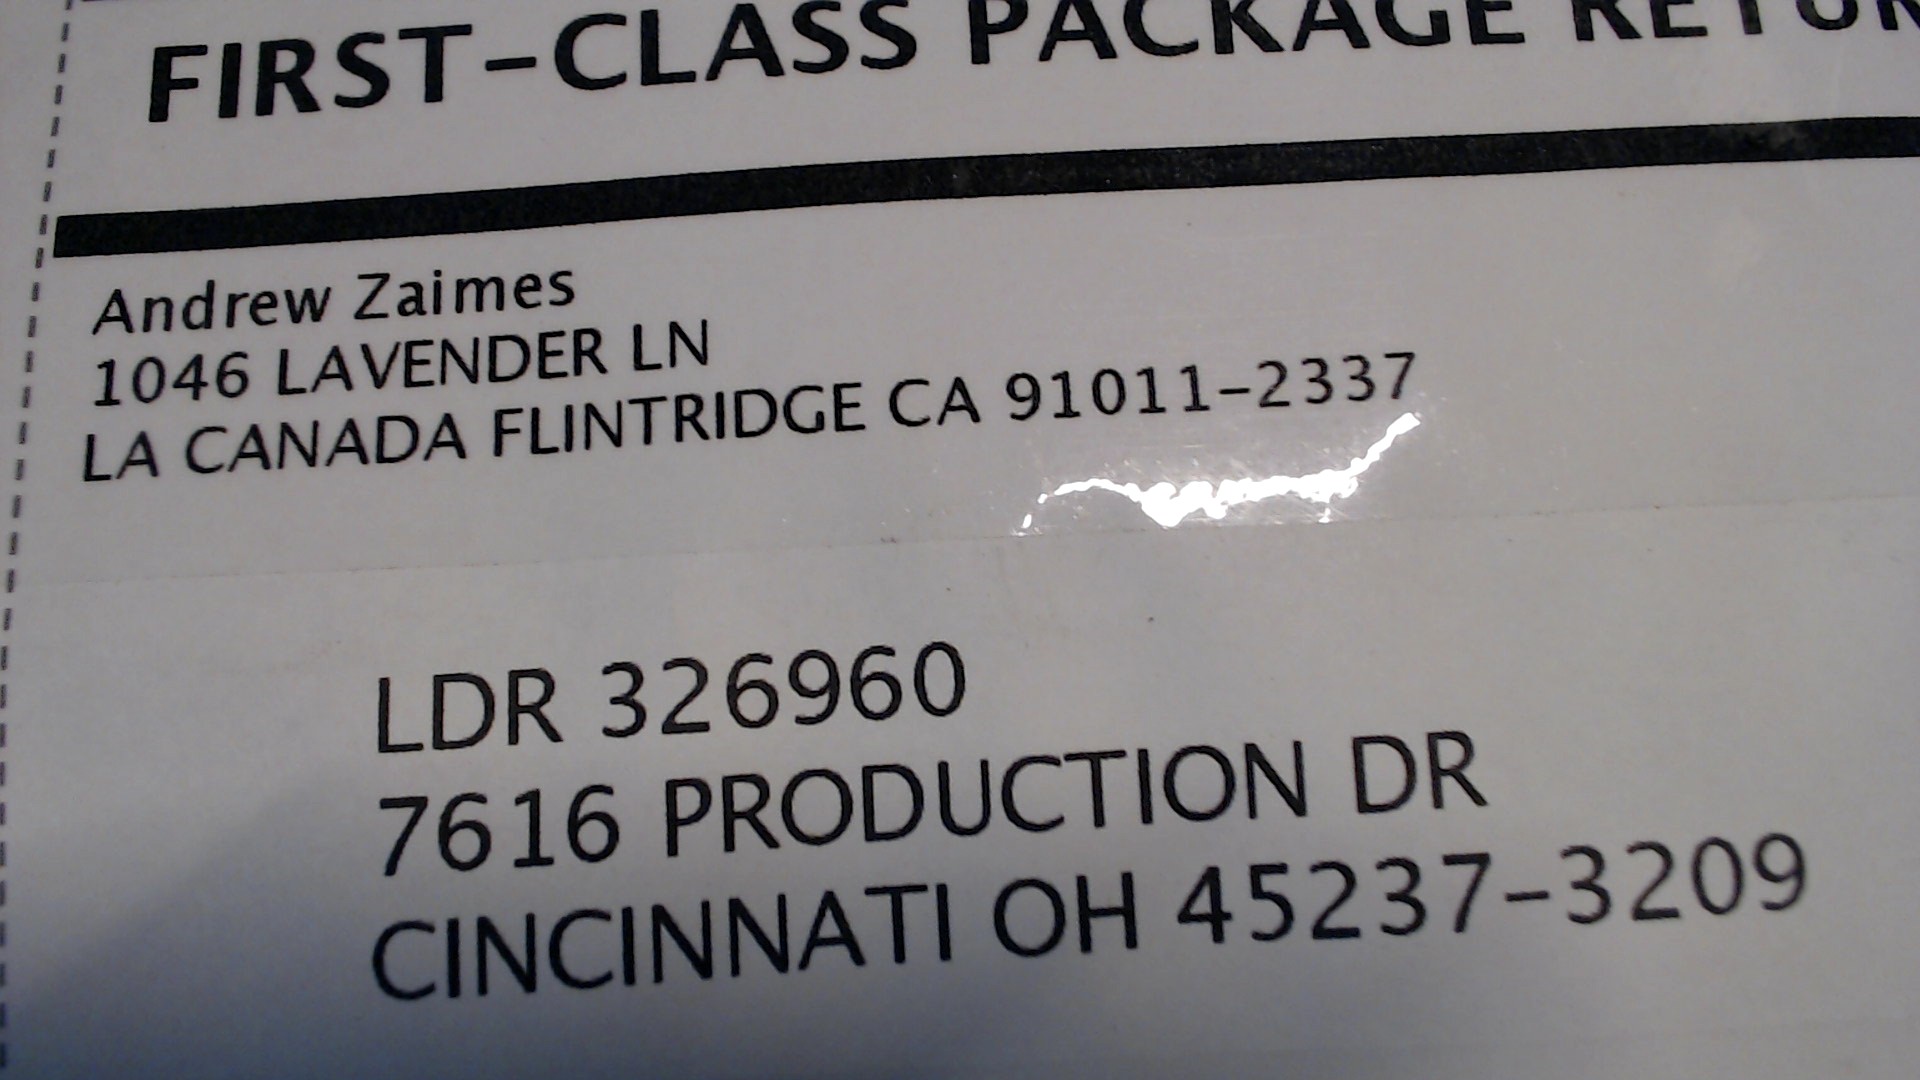 FIRST-CLASS PACKAGE
Andrew Zaimes
1046 LAVENDER LN
LA CANADA FLINTRIDGE CA 91011-2337
LDR 326960
7616 PRODUCTION DR
CINCINNATI OH 45237-3209